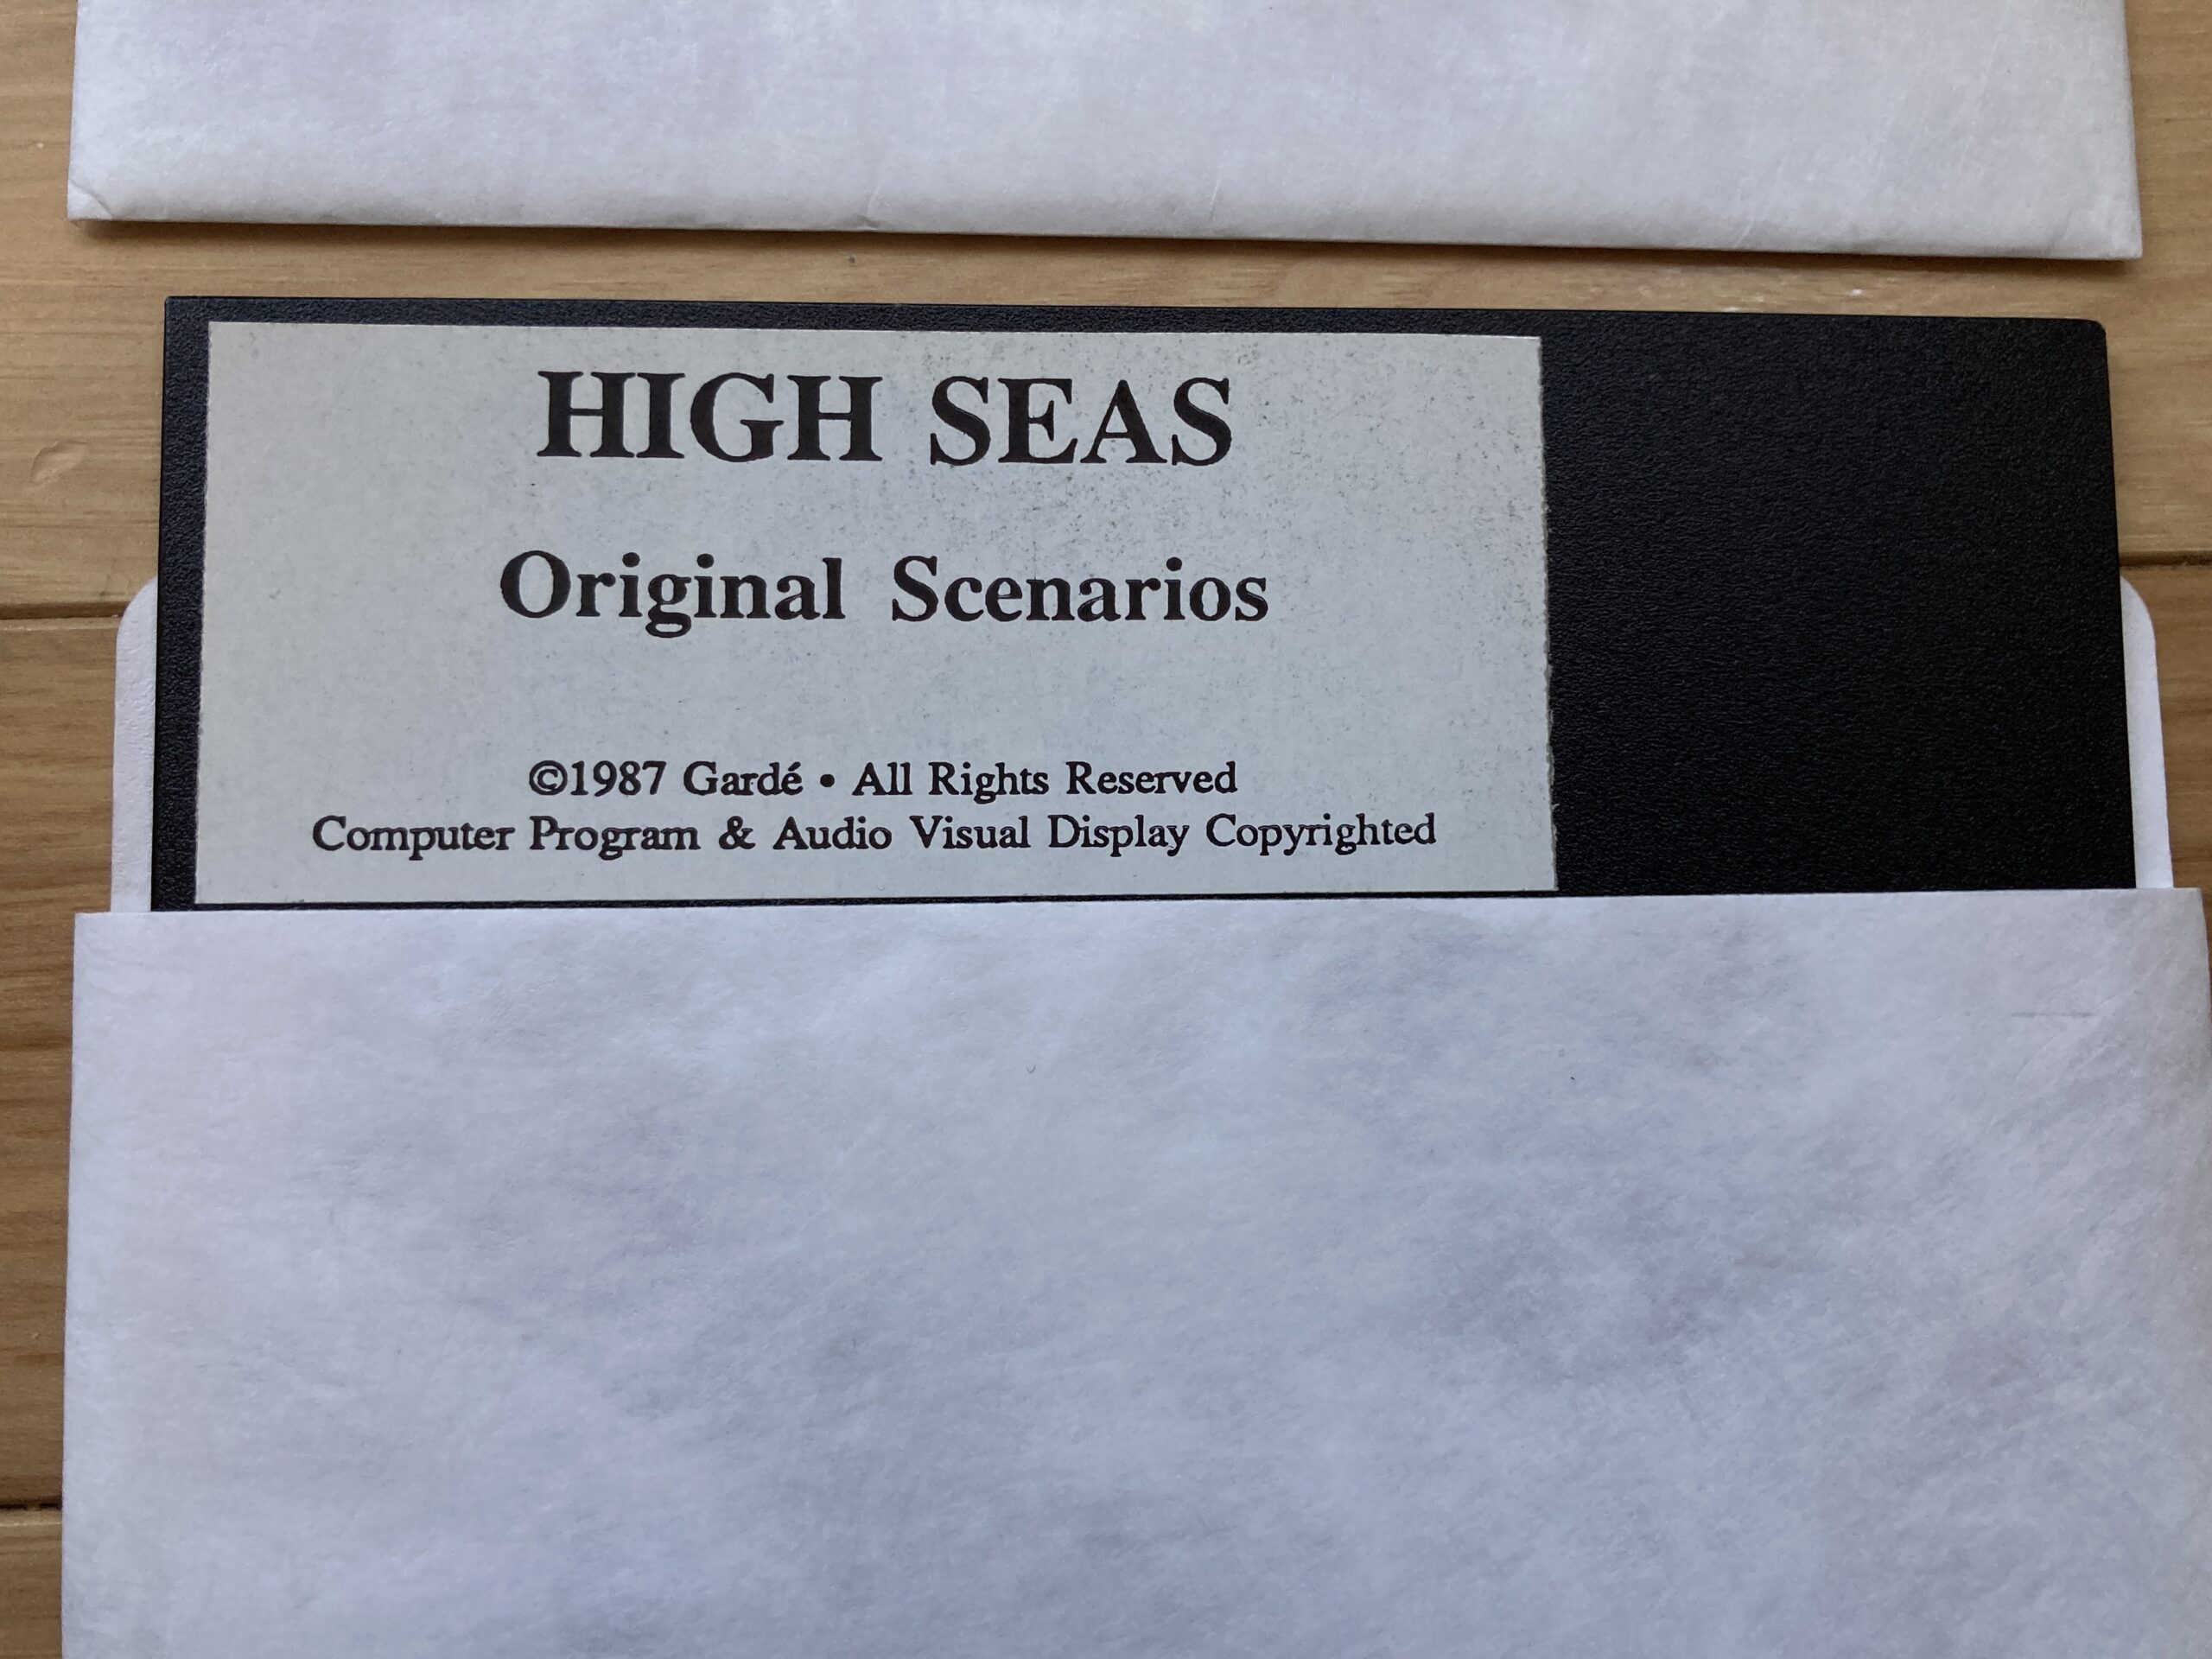 HIGH SEAS
Original Scenarios
©1987 Gardé • All Rights Reserved
Computer Program & Audio Visual Display Copyrighted